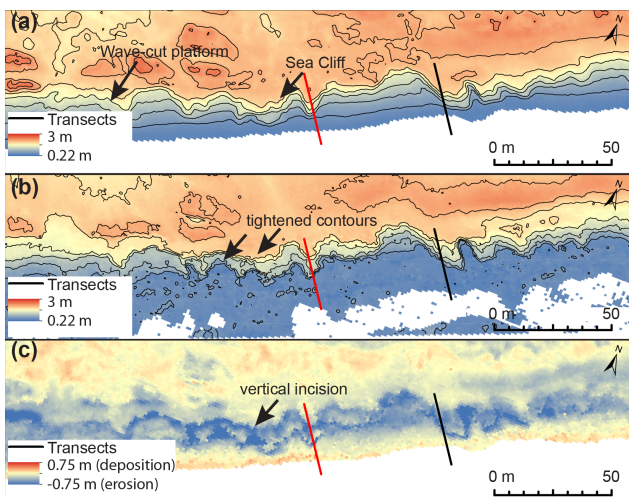 (a)
Wave-cut platform
Sea Cliff
N
Transects
3 m
0.22 m
0 m 50
(b)
tightened contours
N
Transects
3 m
0.22 m
0 m 50
(c)
vertical incision
N
Transects
0.75 m (deposition)
-0.75 m (erosion)
0 m 50